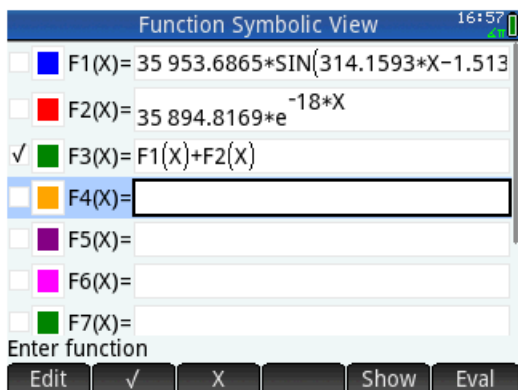 Function Symbolic View 16:57
∡π
F1(X)= 35 953.6865*SIN(314.1593*X−1.513
F2(X)= 35 894.8169*e^-18*X
√ F3(X)= F1(X)+F2(X)
F4(X)=
F5(X)=
F6(X)=
F7(X)=
Enter function
Edit √ X Show Eval